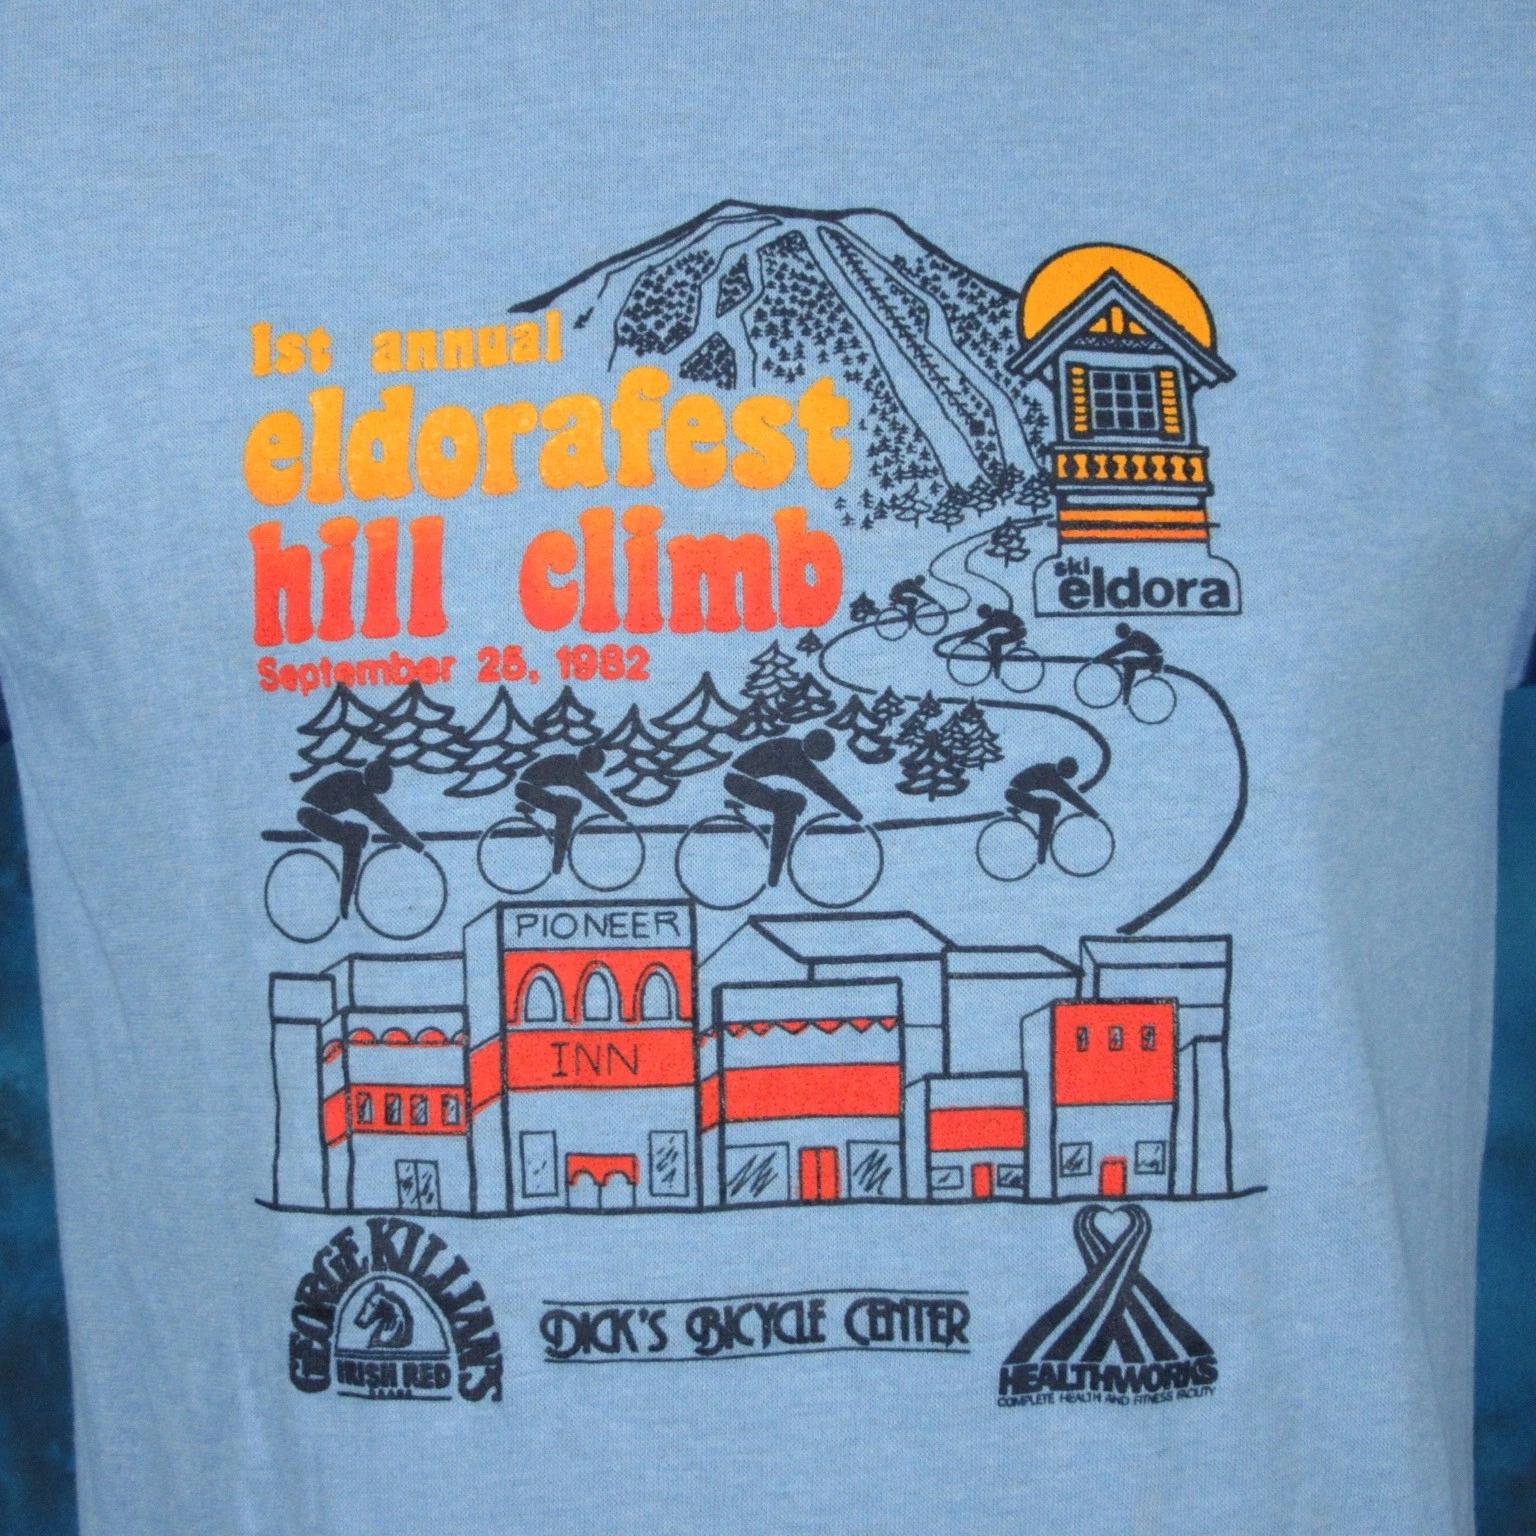 1st annual
eldorafest
hill climb
September 25, 1982
ski
eldora
PIONEER
INN
GEORGE KILLIAN'S
IRISH RED
DICK'S BICYCLE CENTER
HEALTHWORKS
COMPLETE HEALTH AND FITNESS FACILITY